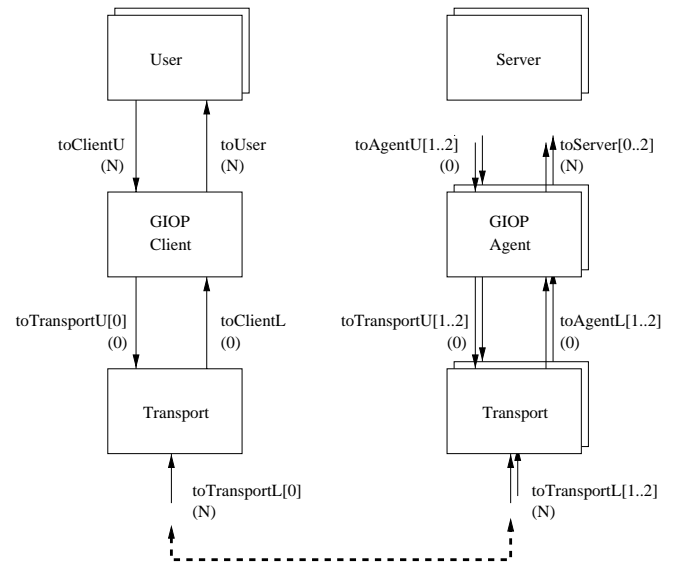 User
Server
toClientU
(N)
toUser
(N)
toAgentU[1..2]
(0)
toServer[0..2]
(N)
GIOP
Client
GIOP
Agent
toTransportU[0]
(0)
toClientL
(0)
toTransportU[1..2]
(0)
toAgentL[1..2]
(0)
Transport
Transport
toTransportL[0]
(N)
toTransportL[1..2]
(N)